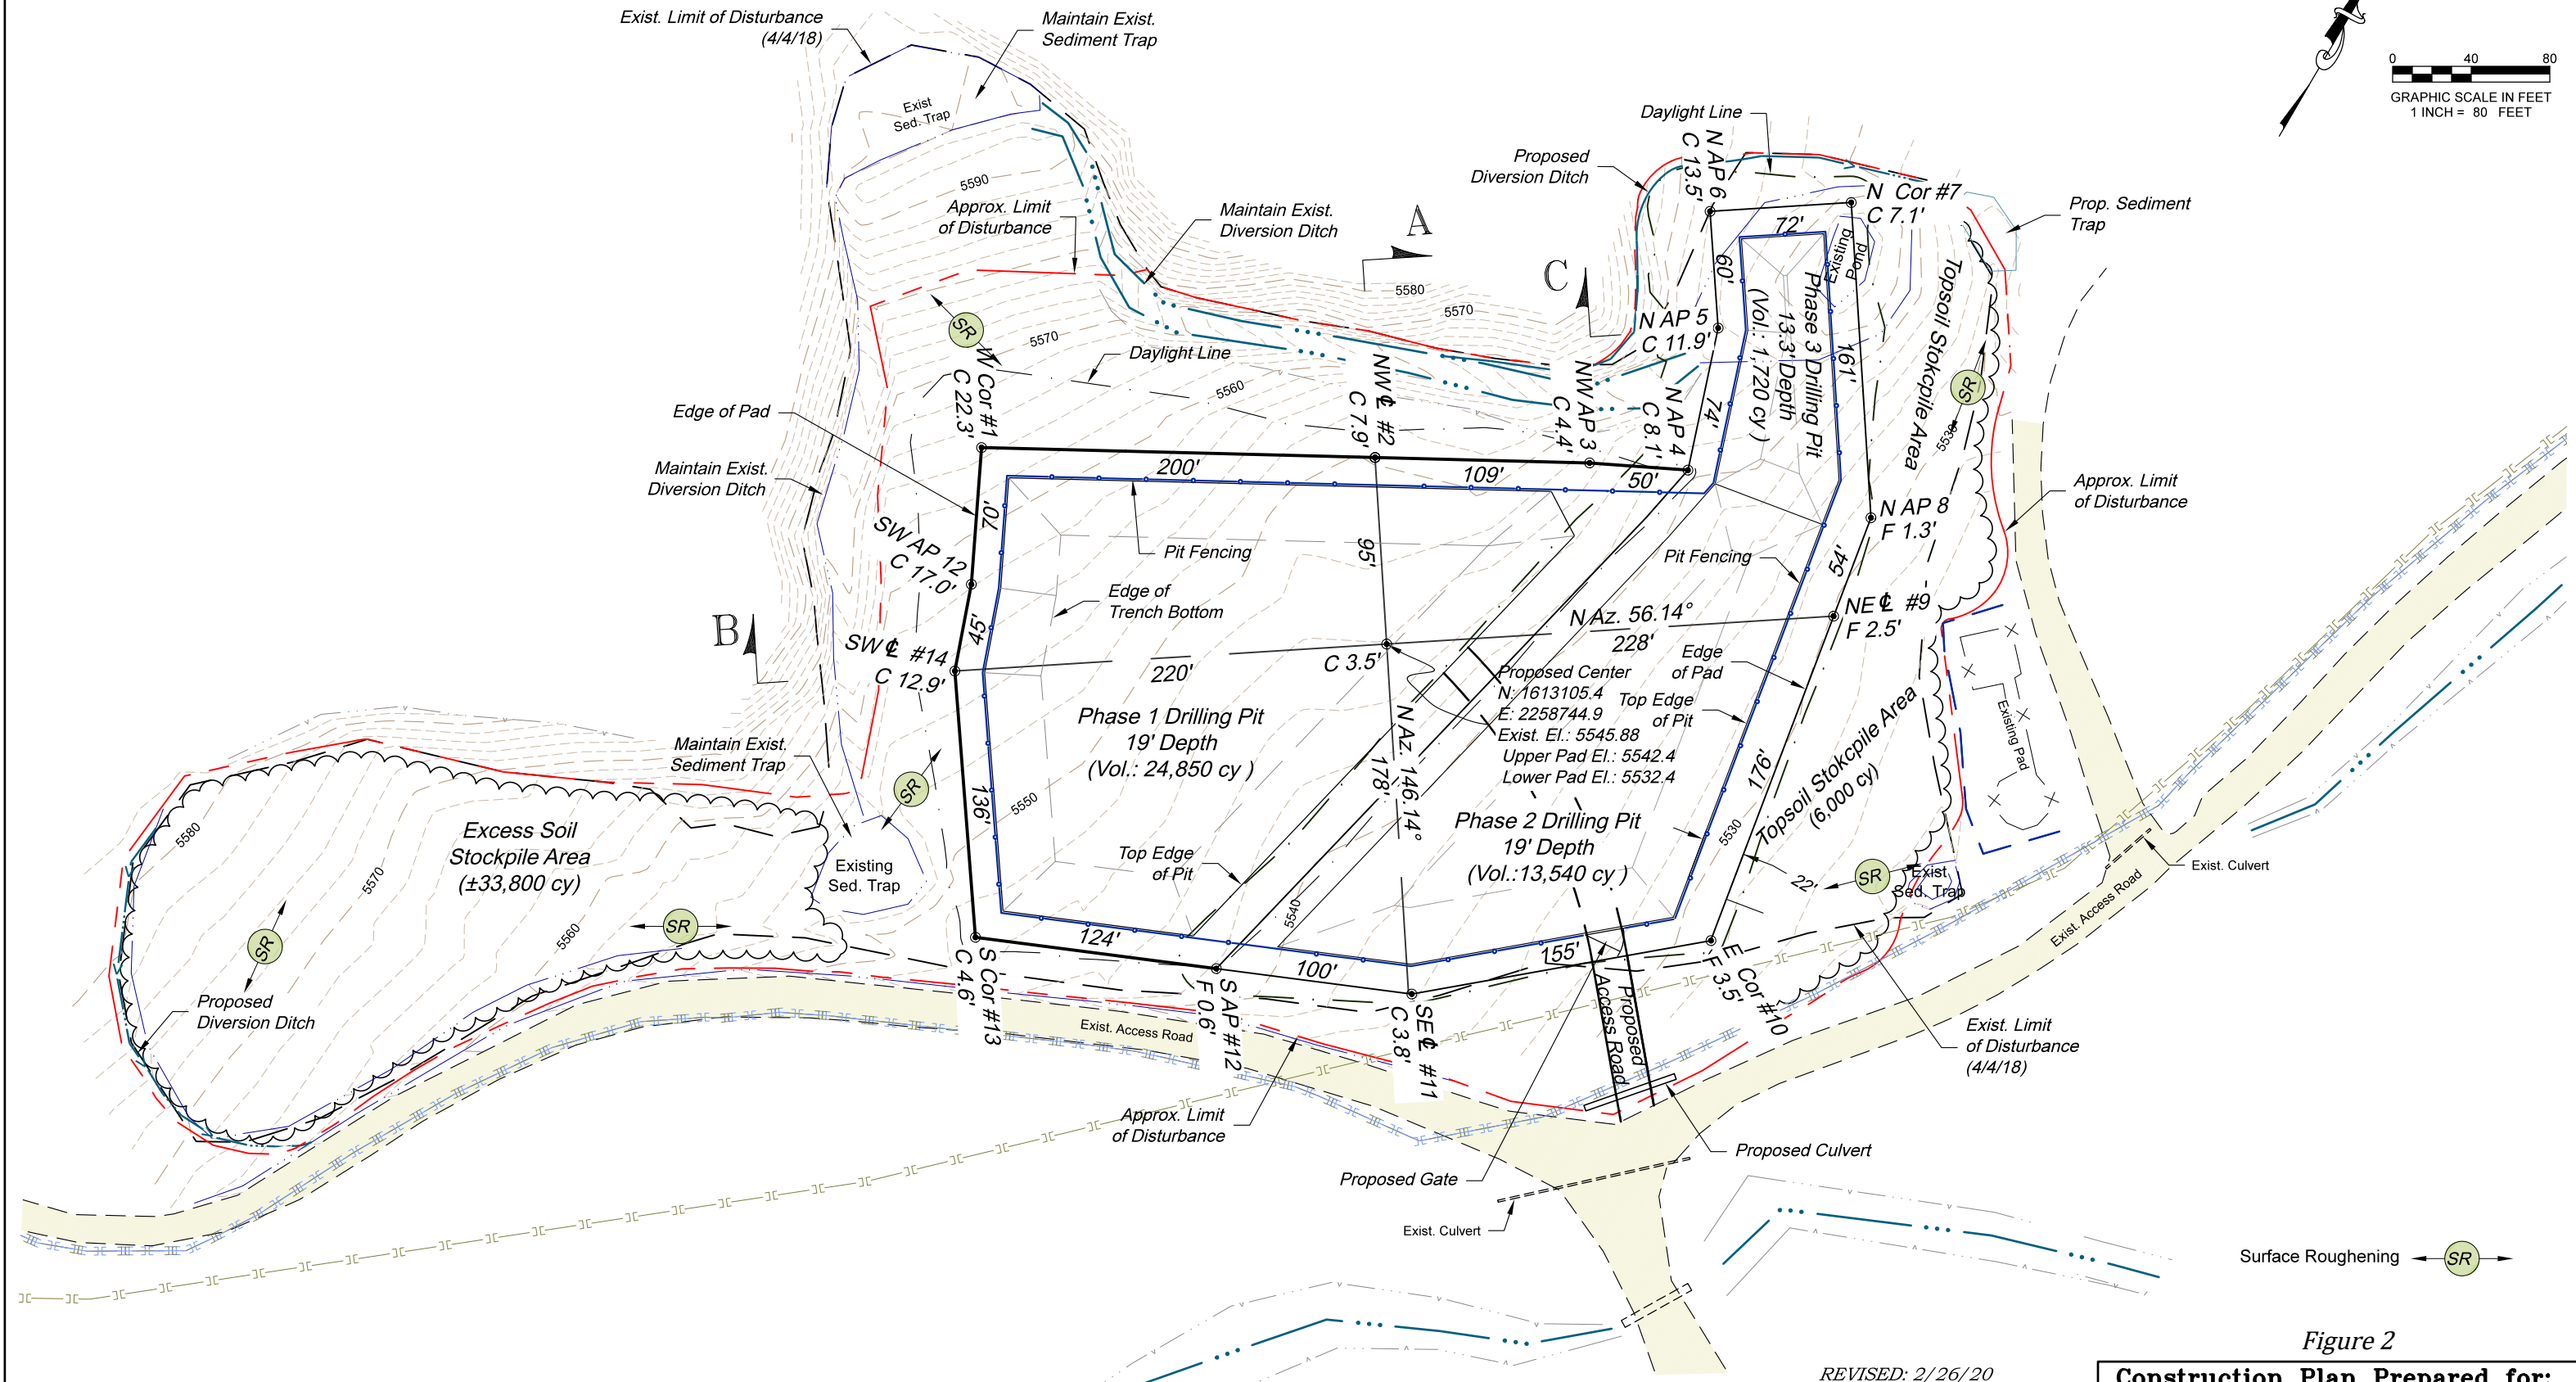 Exist. Limit of Disturbance
(4/4/18)
Maintain Exist.
Sediment Trap
Exist
Sed. Trap
5590
Approx. Limit
of Disturbance
Maintain Exist.
Diversion Ditch
A
5580
5570
C
Proposed
Diversion Ditch
Daylight Line
N AP 6
C 13.5'
N Cor #7
C 7.1'
72'
60'
Existing
Pond
Prop. Sediment
Trap
0 40 80
GRAPHIC SCALE IN FEET
1 INCH = 80 FEET
N AP 5
C 11.9'
Phase 3 Drilling Pit
13.3' Depth
(Vol.: 1,720 cy )
161'
74'
Topsoil Stokcpile Area
SR
5530
SR
5570
Daylight Line
5560
W Cor #1
C 22.3'
NW ℄ #2
C 7.9'
NW AP 3
C 4.4'
N AP 4
C 8.1'
Edge of Pad
Maintain Exist.
Diversion Ditch
200'
109'
50'
70'
SW AP 12
C 17.0'
Pit Fencing
95'
Pit Fencing
N AP 8
F 1.3'
54'
Approx. Limit
of Disturbance
Edge of
Trench Bottom
45'
N Az. 56.14°
228'
NE ℄ #9
F 2.5'
B
SW ℄ #14
C 12.9'
220'
C 3.5'
Edge
of Pad
Proposed Center
N: 1613105.4
E: 2258744.9
Exist. El.: 5545.88
Upper Pad El.: 5542.4
Lower Pad El.: 5532.4
Top Edge
of Pit
Phase 1 Drilling Pit
19' Depth
(Vol.: 24,850 cy )
N Az. 146.14°
178'
176'
Topsoil Stokcpile Area
(6,000 cy)
Existing Pad
Maintain Exist.
Sediment Trap
SR
136'
5550
Phase 2 Drilling Pit
19' Depth
(Vol.:13,540 cy )
5530
5580
Excess Soil
Stockpile Area
(±33,800 cy)
5570
5560
Existing
Sed. Trap
Top Edge
of Pit
5540
22'
SR
Exist
Sed. Trap
Exist. Culvert
Exist. Access Road
SR
SR
Proposed
Diversion Ditch
124'
100'
155'
S Cor #13
C 4.6'
S AP #12
F 0.6'
SE ℄ #11
C 3.8'
Proposed
Access Road
E Cor #10
F 3.5'
Exist. Access Road
Exist. Limit
of Disturbance
(4/4/18)
Approx. Limit
of Disturbance
Proposed Gate
Proposed Culvert
Exist. Culvert
Surface Roughening SR
Figure 2
REVISED: 2/26/20
Construction Plan Prepared for: